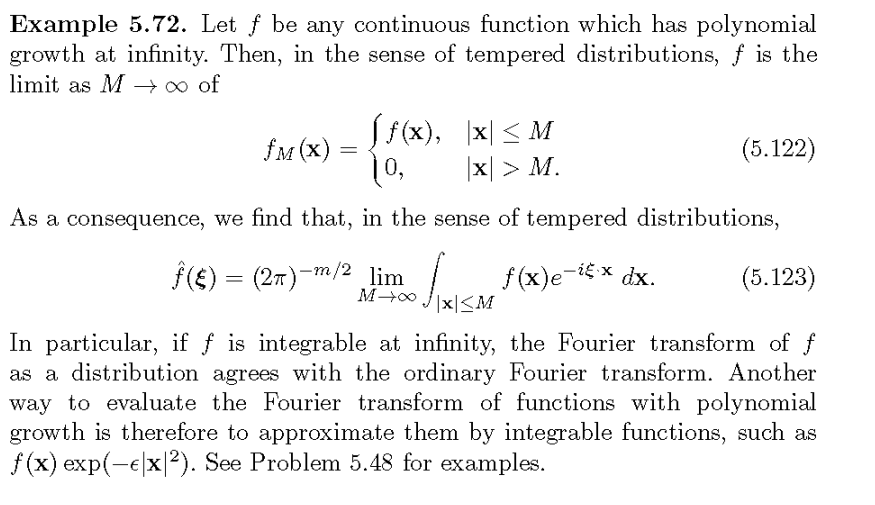 Example 5.72. Let f be any continuous function which has polynomial
growth at infinity. Then, in the sense of tempered distributions, f is the
limit as M → ∞ of
f_M(x) = { f(x), |x| ≤ M
0, |x| > M. (5.122)
As a consequence, we find that, in the sense of tempered distributions,
f̂(ξ) = (2π)^{−m/2} lim_{M→∞} ∫_{|x|≤M} f(x)e^{−iξ·x} dx. (5.123)
In particular, if f is integrable at infinity, the Fourier transform of f
as a distribution agrees with the ordinary Fourier transform. Another
way to evaluate the Fourier transform of functions with polynomial
growth is therefore to approximate them by integrable functions, such as
f(x) exp(−ϵ|x|²). See Problem 5.48 for examples.